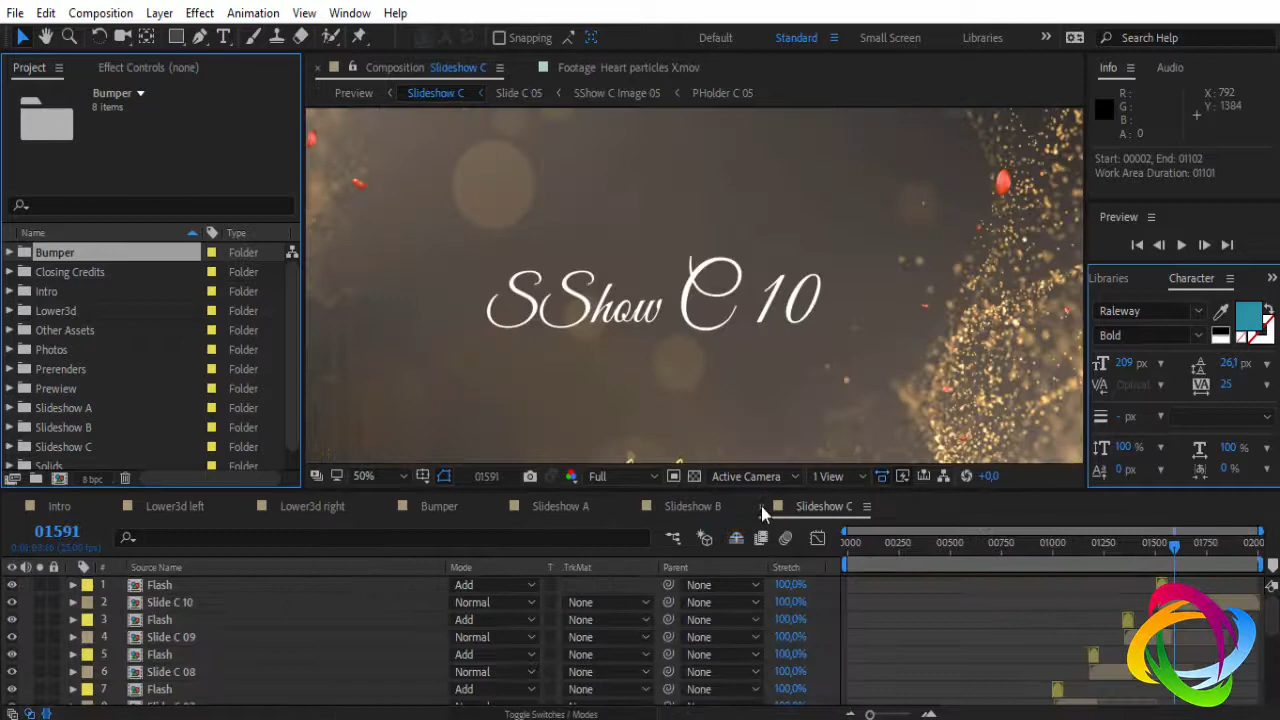 File Edit Composition Layer Effect Animation View Window Help
Snapping Default Standard Small Screen Libraries Search Help
Project Effect Controls (none)
Bumper
8 items
Name Type
Bumper Folder
Closing Credits Folder
Intro Folder
Lower3d Folder
Other Assets Folder
Photos Folder
Prerenders Folder
Prewiew Folder
Slideshow A Folder
Slideshow B Folder
Slideshow C Folder
Solids Folder
8 bpc
Composition Slideshow C Footage Heart particles X.mov
Preview Slideshow C Slide C 05 SShow C Image 05 PHolder C 05
SShow C 10
50% 01591 Full Active Camera 1 View +0,0
Info Audio
R :
G :
B :
A : 0
X : 792
Y : 1384
Start: 00002, End: 01102
Work Area Duration: 01101
Preview
Libraries Character
Raleway
Bold
209 px 26,1
Optical 25
- px
100 % 100 %
0 px 0 %
Intro Lower3d left Lower3d right Bumper Slideshow A Slideshow B Slideshow C
01591
0000 00250 00500 00750 01000 01250 01500 01750 0200
# Source Name Mode T .TrkMat Parent Stretch
1 Flash Add None 100,0%
2 Slide C 10 Normal None None 100,0%
3 Flash Add None None 100,0%
4 Slide C 09 Normal None None 100,0%
5 Flash Add None None 100,0%
6 Slide C 08 Normal None None 100,0%
7 Flash Add None None 100,0%
Toggle Switches / Modes